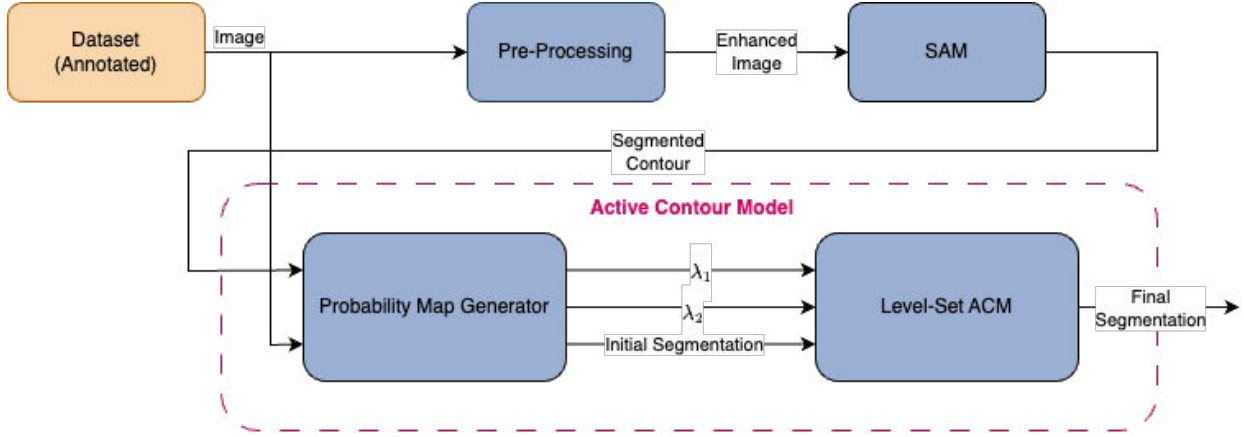 Dataset
(Annotated)
Image
Pre-Processing
Enhanced
Image
SAM
Segmented
Contour
Active Contour Model
Probability Map Generator
λ₁
λ₂
Initial Segmentation
Level-Set ACM
Final
Segmentation